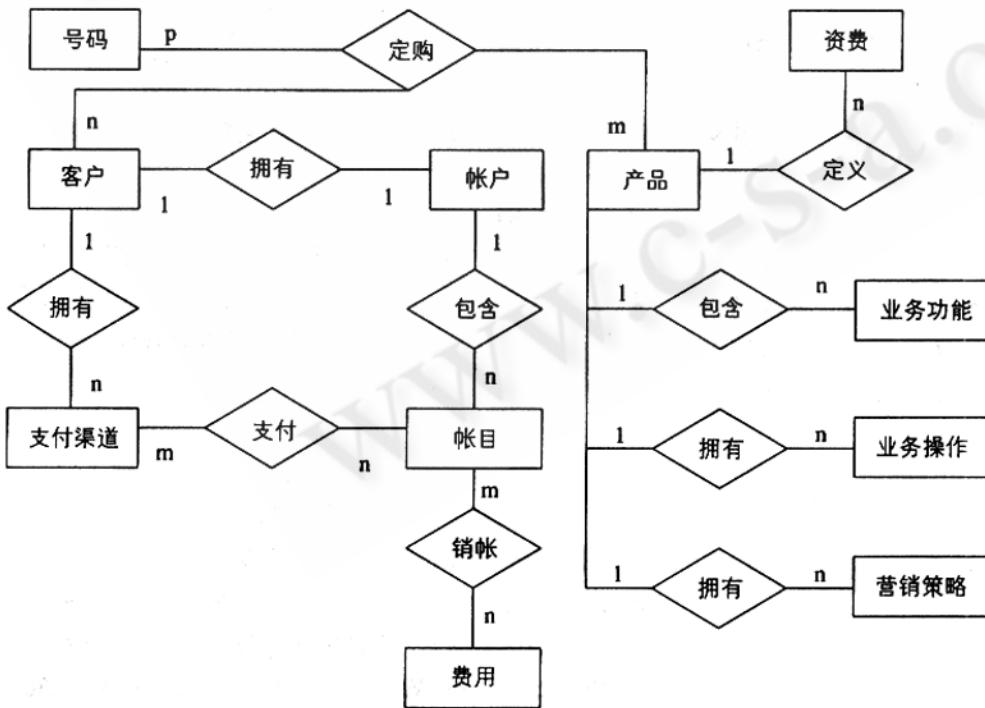 号码
p
定购
资费
n
m
n
客户
1
拥有
1
帐户
产品
1
定义
1
1
拥有
包含
1
包含
n
业务功能
n
n
支付渠道
m
支付
n
帐目
1
拥有
n
业务操作
m
销帐
1
拥有
n
营销策略
n
费用
www.c-s-a.o